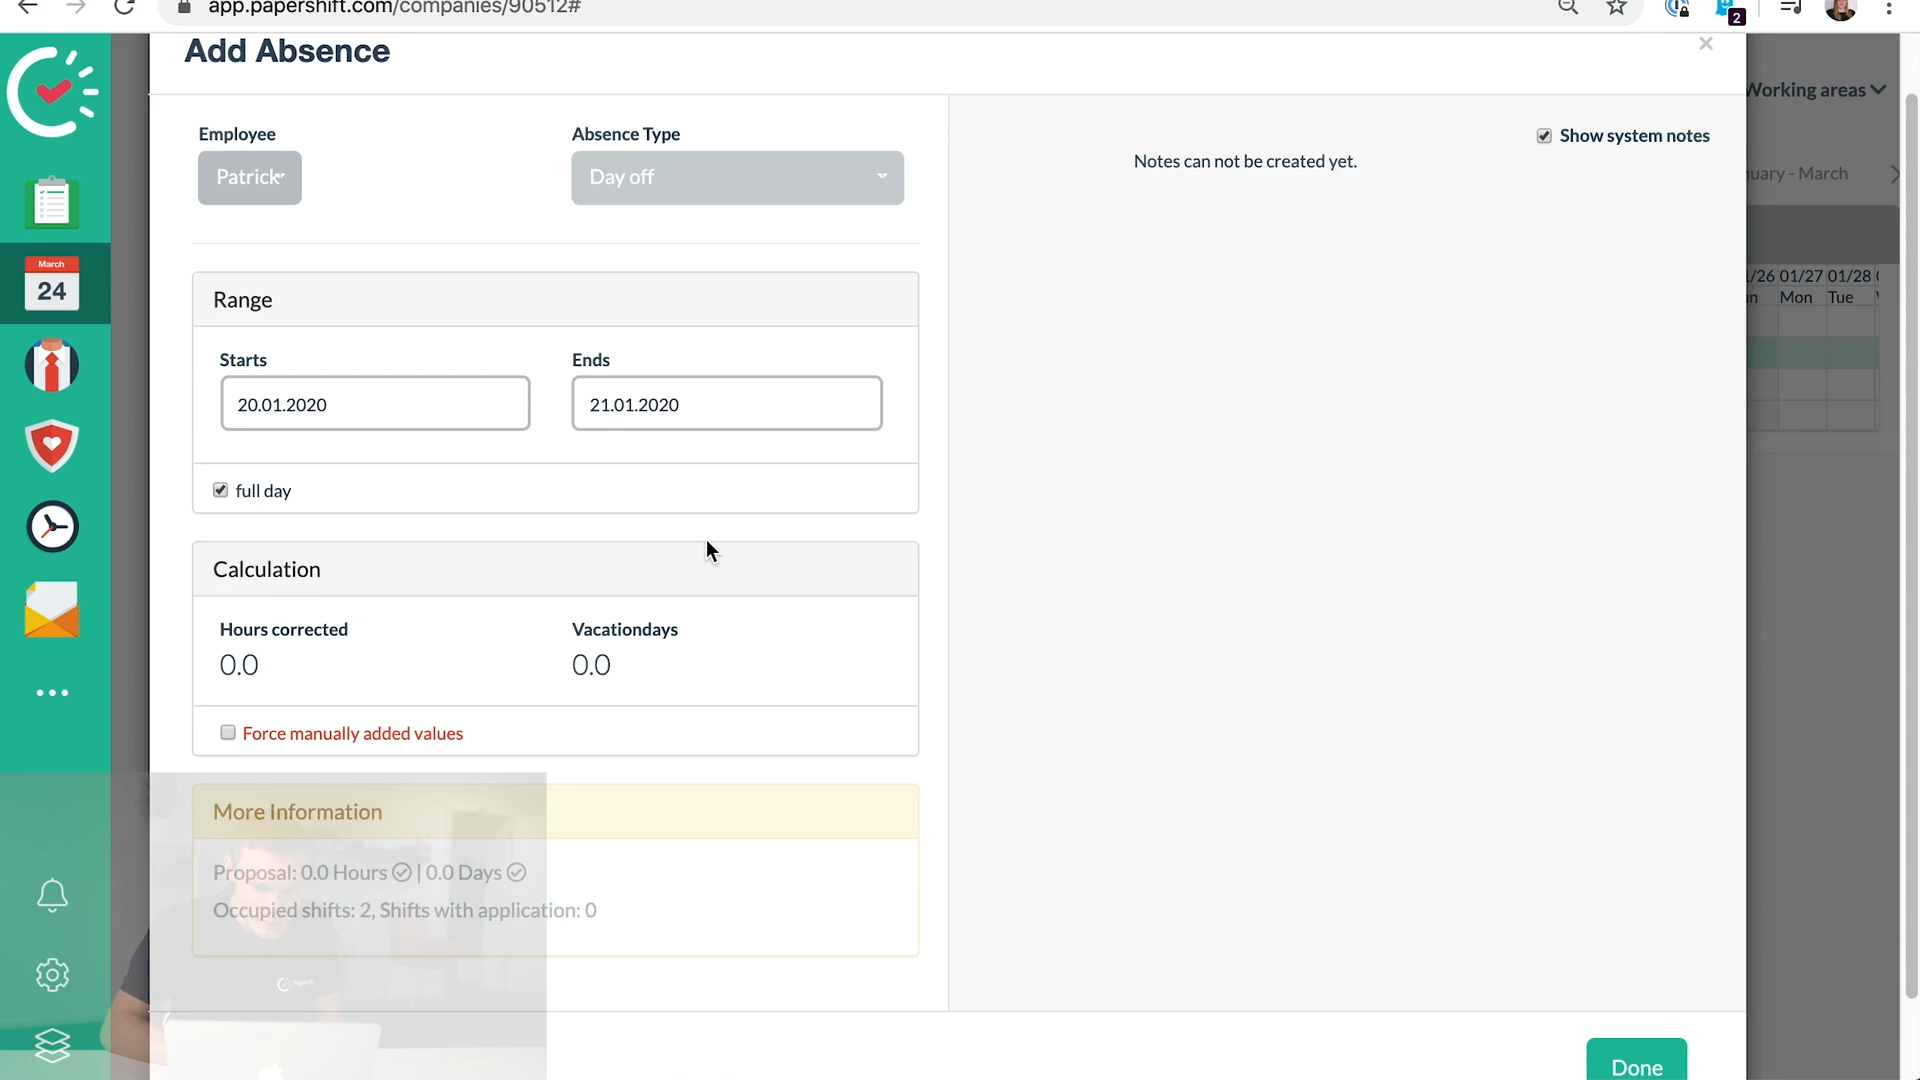 app.papershift.com/companies/90512#
2
Add Absence
×
Working areas
Employee
Absence Type
Show system notes
Patrick
Day off
Notes can not be created yet.
nuary - March
March
24
Range
/26 01/27 01/28
Mon Tue
Starts
Ends
20.01.2020
21.01.2020
full day
Calculation
Hours corrected
Vacationdays
0.0
0.0
Force manually added values
More Information
Proposal: 0.0 Hours | 0.0 Days
Occupied shifts: 2, Shifts with application: 0
Done